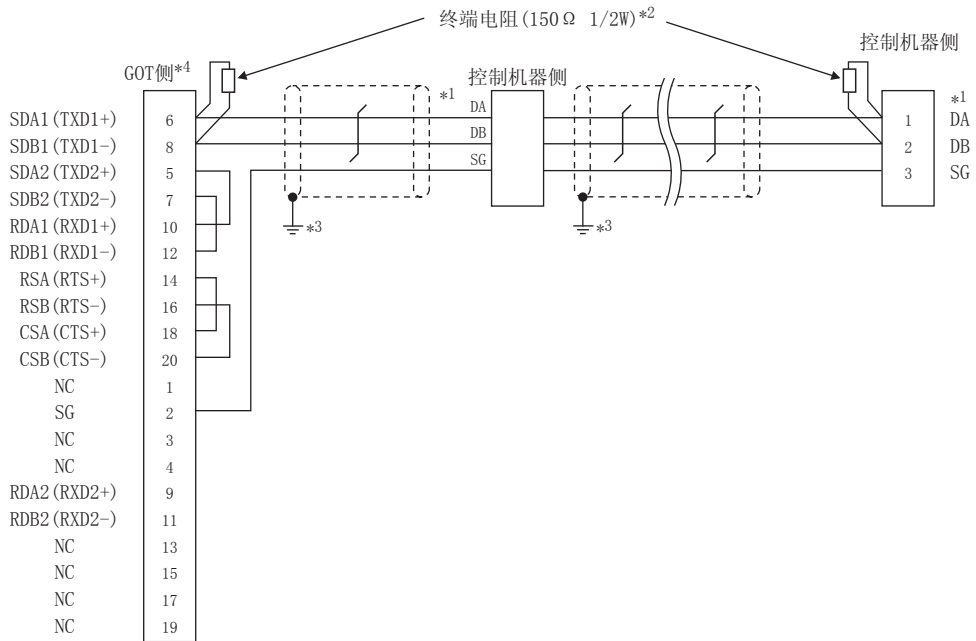 终端电阻(150Ω 1/2W)*2
控制机器侧
GOT侧*4
控制机器侧
*1
*1
SDA1(TXD1+) 6 DA 1 DA
SDB1(TXD1-) 8 DB 2 DB
SDA2(TXD2+) 5 SG 3 SG
SDB2(TXD2-) 7
RDA1(RXD1+) 10 *3 *3
RDB1(RXD1-) 12
RSA(RTS+) 14
RSB(RTS-) 16
CSA(CTS+) 18
CSB(CTS-) 20
NC 1
SG 2
NC 3
NC 4
RDA2(RXD2+) 9
RDB2(RXD2-) 11
NC 13
NC 15
NC 17
NC 19